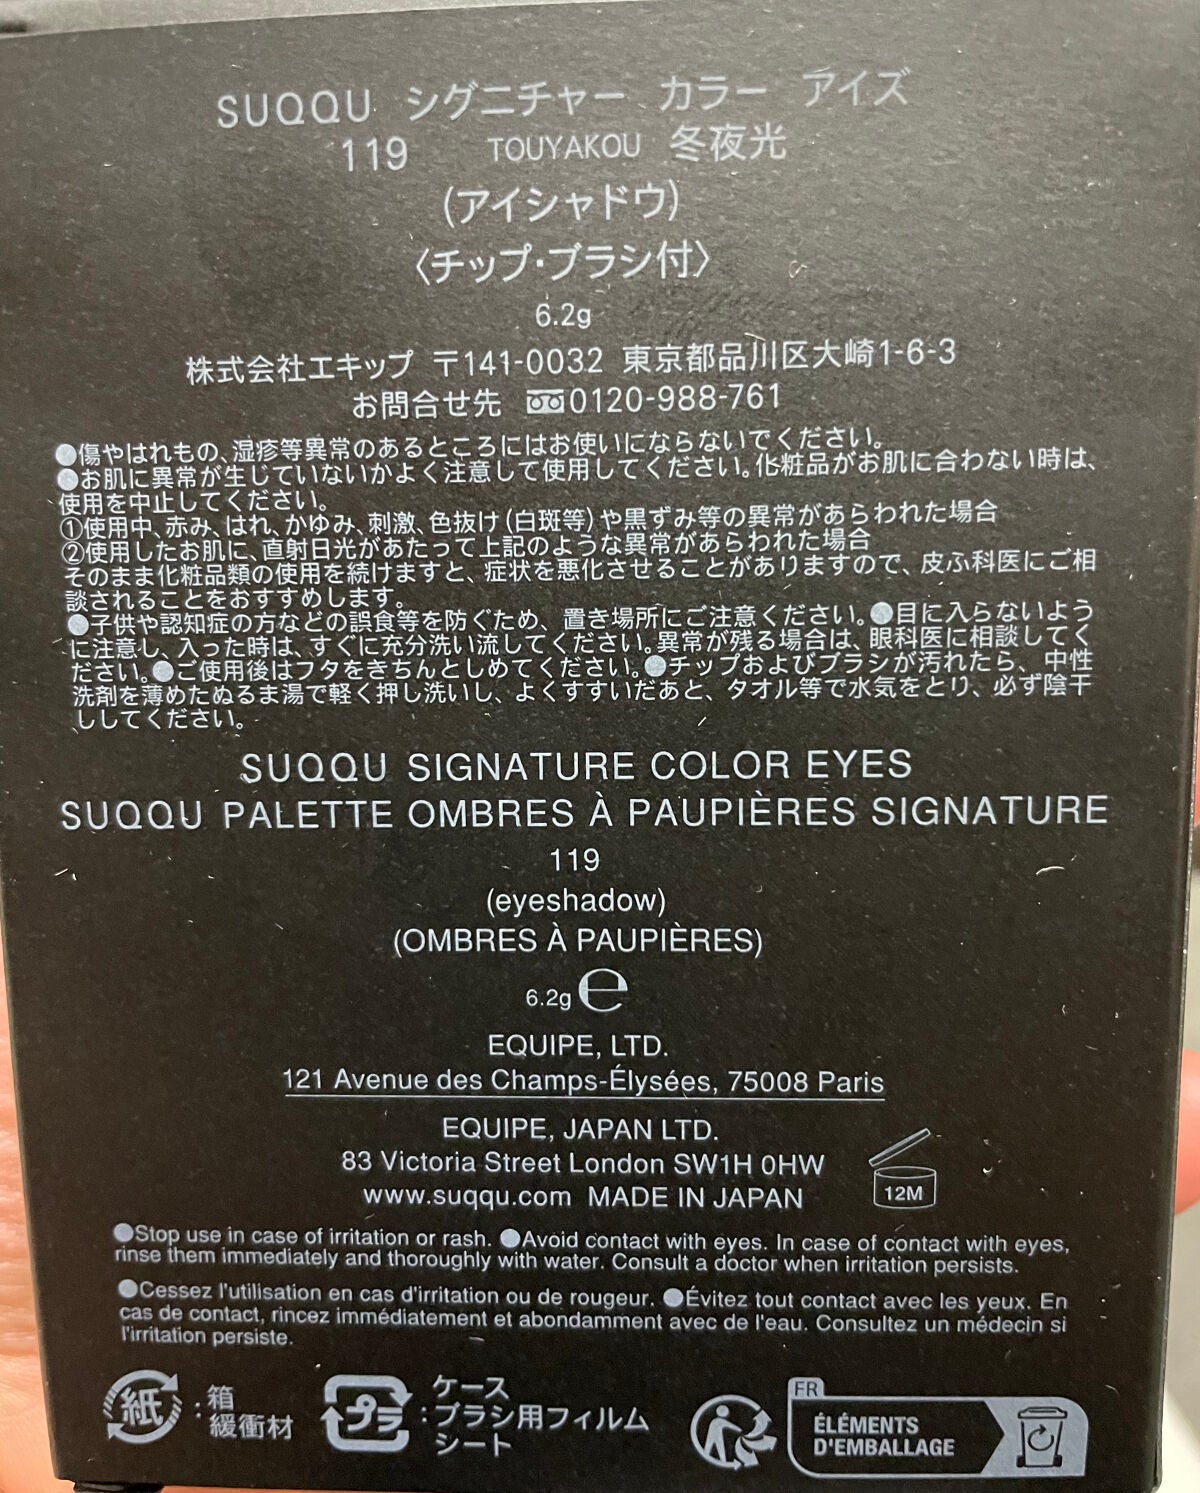 SUQQU シグニチャー カラー アイズ
119 TOUYAKOU 冬夜光
(アイシャドウ)
〈チップ・ブラシ付〉
6.2g
株式会社エキップ 〒141-0032 東京都品川区大崎1-6-3
お問合せ先 0120-988-761
●傷やはれもの、湿疹等異常のあるところにはお使いにならないでください。
●お肌に異常が生じていないかよく注意して使用してください。化粧品がお肌に合わない時は、
使用を中止してください。
①使用中、赤み、はれ、かゆみ、刺激、色抜け(白斑等)や黒ずみ等の異常があらわれた場合
②使用したお肌に、直射日光があたって上記のような異常があらわれた場合
そのまま化粧品類の使用を続けますと、症状を悪化させることがありますので、皮ふ科医にご相
談されることをおすすめします。
●子供や認知症の方などの誤食等を防ぐため、置き場所にご注意ください。●目に入らないよう
に注意し、入った時は、すぐに充分洗い流してください。異常が残る場合は、眼科医に相談してく
ださい。●ご使用後はフタをきちんとしめてください。●チップおよびブラシが汚れたら、中性
洗剤を薄めたぬるま湯で軽く押し洗いし、よくすすいだあと、タオル等で水気をとり、必ず陰干
ししてください。
SUQQU SIGNATURE COLOR EYES
SUQQU PALETTE OMBRES À PAUPIÈRES SIGNATURE
119
(eyeshadow)
(OMBRES À PAUPIÈRES)
6.2g ℮
EQUIPE, LTD.
121 Avenue des Champs-Élysées, 75008 Paris
EQUIPE, JAPAN LTD.
83 Victoria Street London SW1H 0HW
www.suqqu.com MADE IN JAPAN
12M
●Stop use in case of irritation or rash. ●Avoid contact with eyes. In case of contact with eyes,
rinse them immediately and thoroughly with water. Consult a doctor when irritation persists.
●Cessez l'utilisation en cas d'irritation ou de rougeur. ●Évitez tout contact avec les yeux. En
cas de contact, rincez immédiatement et abondamment avec de l'eau. Consultez un médecin si
l'irritation persiste.
紙 : 箱
緩衝材
プラ : ケース
ブラシ用フィルム
シート
FR
ÉLÉMENTS
D'EMBALLAGE